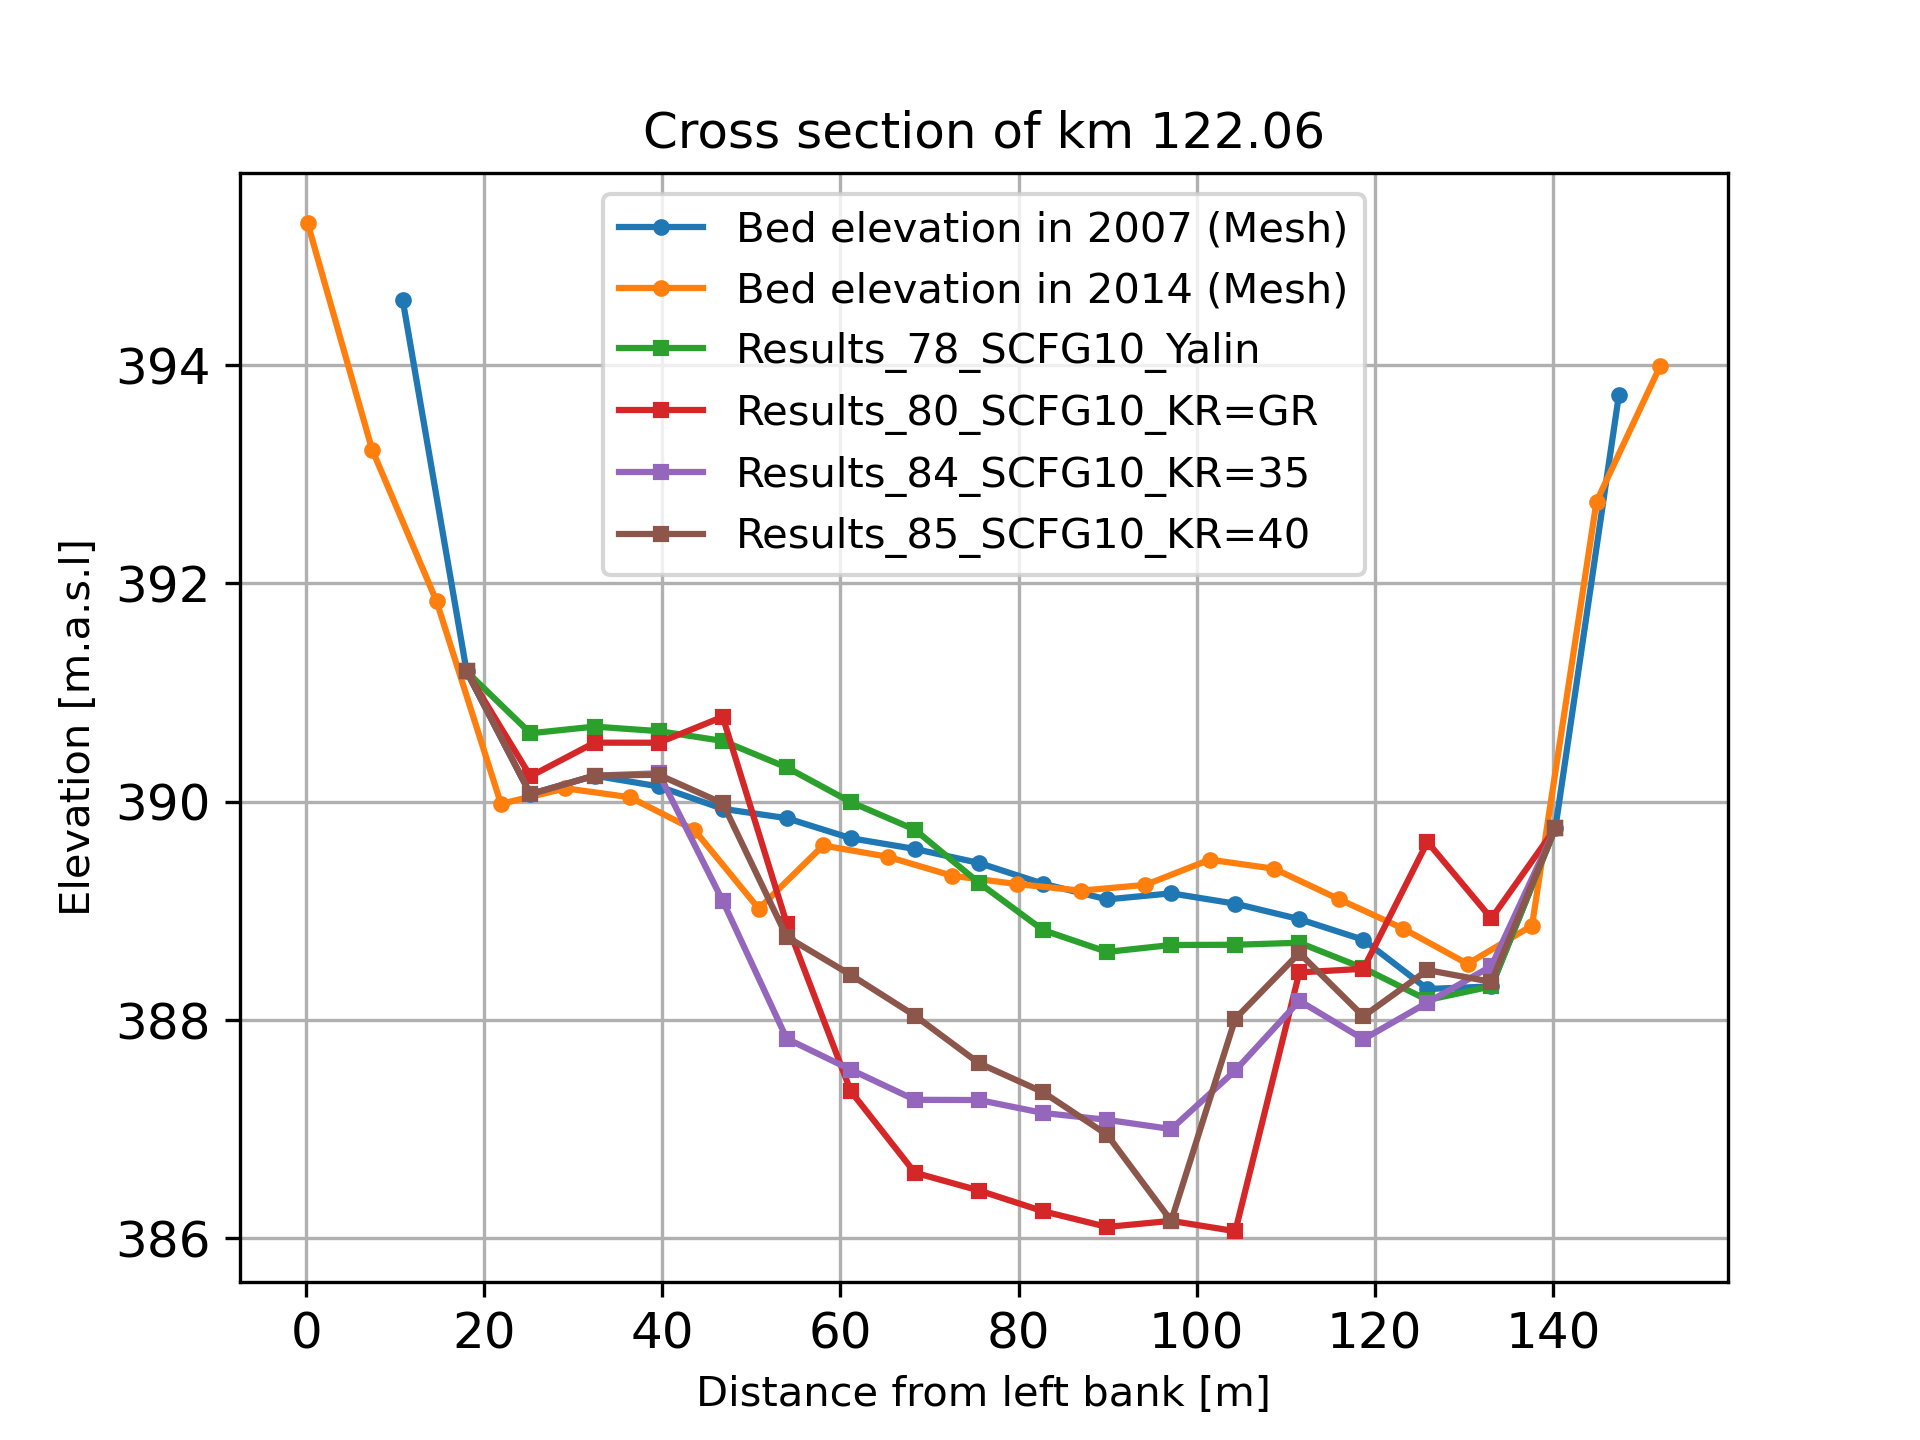 Cross section of km 122.06
Bed elevation in 2007 (Mesh)
Bed elevation in 2014 (Mesh)
Results_78_SCFG10_Yalin
Results_80_SCFG10_KR=GR
Results_84_SCFG10_KR=35
Results_85_SCFG10_KR=40
Elevation [m.a.s.l]
394
392
390
388
386
0 20 40 60 80 100 120 140
Distance from left bank [m]